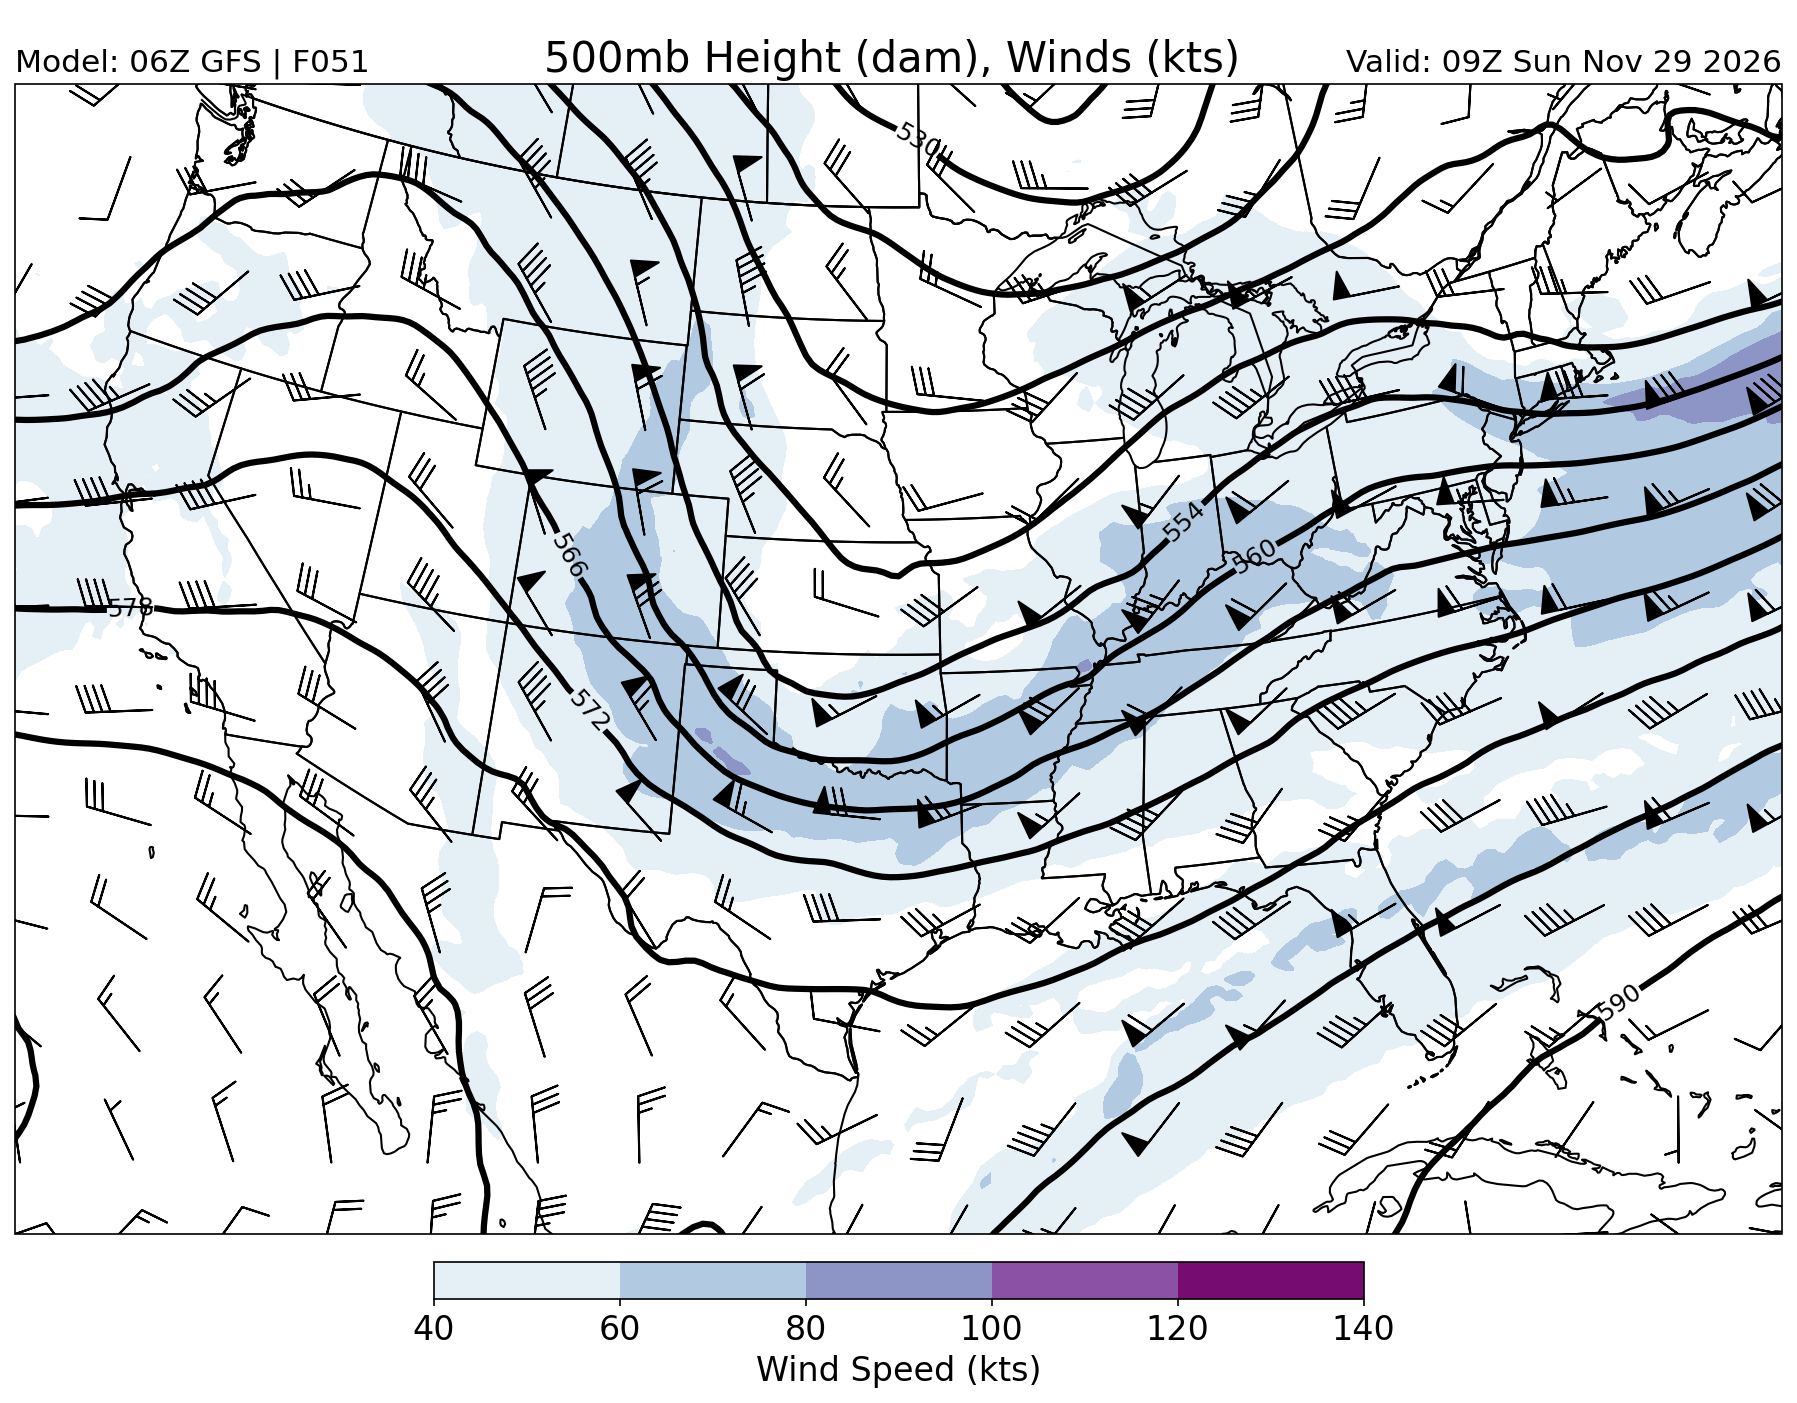 Model: 06Z GFS | F051
500mb Height (dam), Winds (kts)
Valid: 09Z Sun Nov 29 2026
530
554
560
566
578
572
590
40 60 80 100 120 140
Wind Speed (kts)